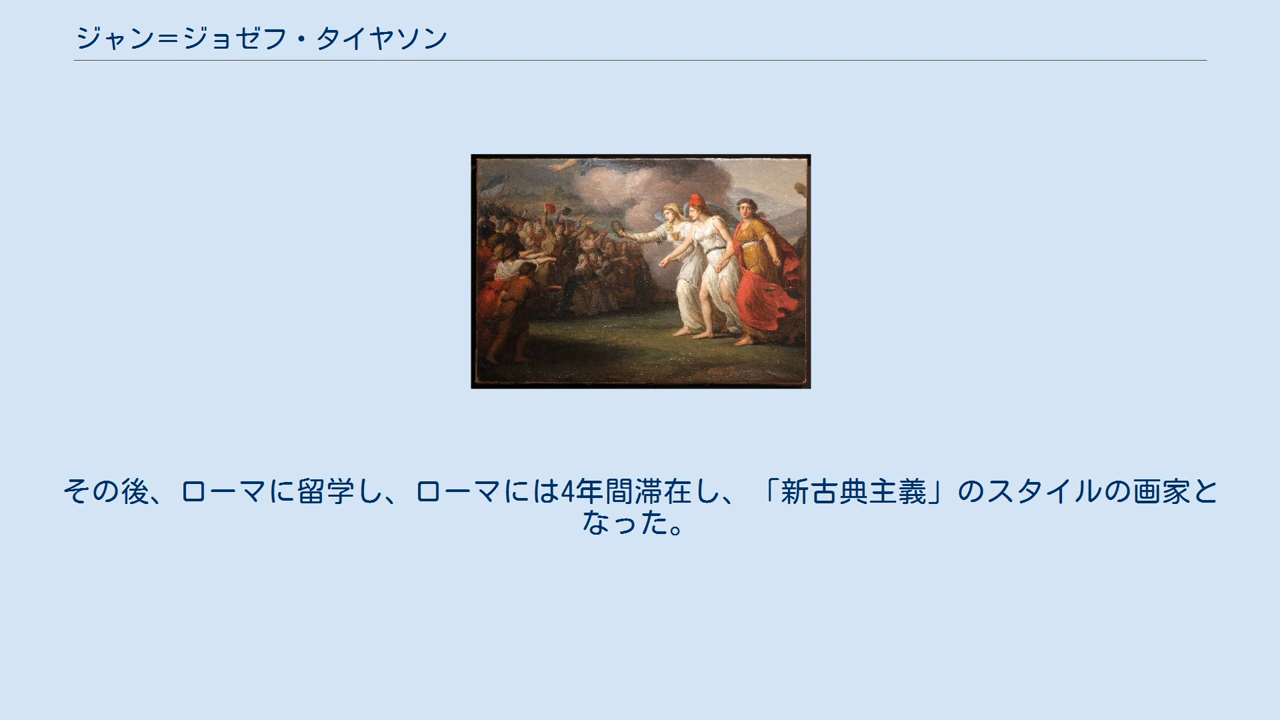 ジャン＝ジョゼフ・タイヤソン
その後、ローマに留学し、ローマには4年間滞在し、「新古典主義」のスタイルの画家と
なった。